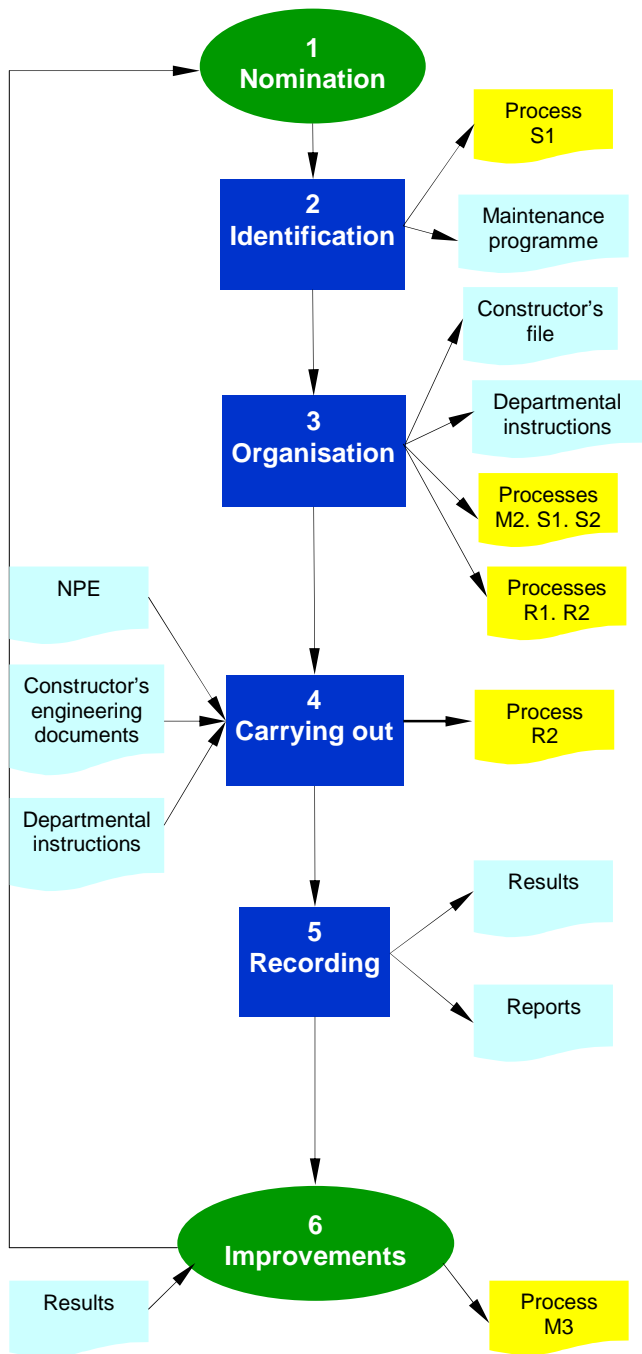 1
Nomination
Process
S1
2
Identification
Maintenance
programme
Constructor's
file
3
Organisation
Departmental
instructions
Processes
M2. S1. S2
Processes
R1. R2
NPE
Constructor's
engineering
documents
Departmental
instructions
4
Carrying out
Process
R2
5
Recording
Results
Reports
6
Improvements
Results
Process
M3